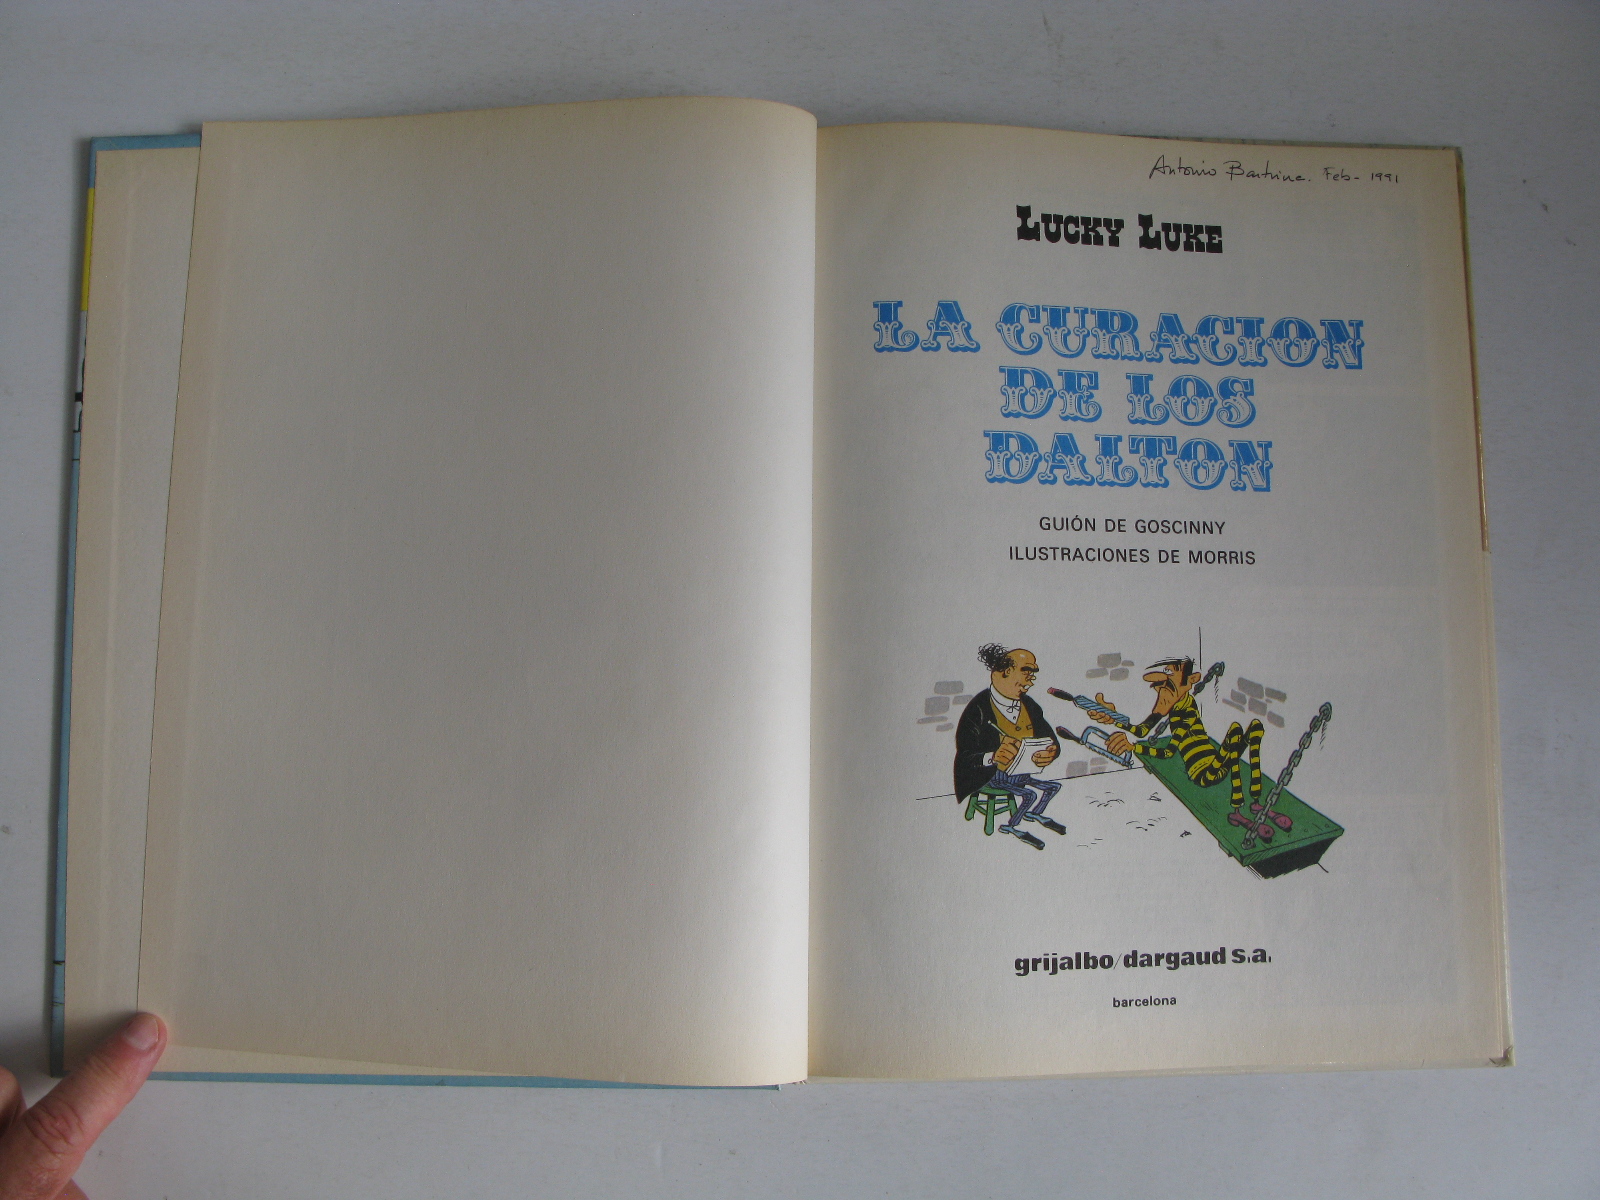 Antonio Feb- 1991
LUCKY LUKE
LA CURACION
DE LOS
DALTON
GUIÓN DE GOSCINNY
ILUSTRACIONES DE MORRIS
grijalbo/dargaud s.a.
barcelona